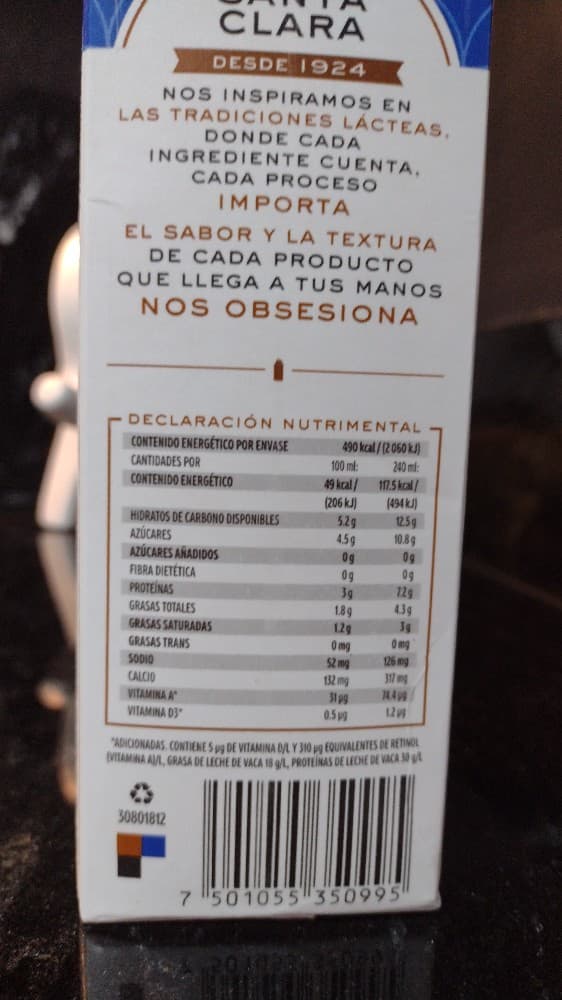 SANTA
CLARA
DESDE 1924
NOS INSPIRAMOS EN
LAS TRADICIONES LÁCTEAS,
DONDE CADA
INGREDIENTE CUENTA,
CADA PROCESO
IMPORTA
EL SABOR Y LA TEXTURA
DE CADA PRODUCTO
QUE LLEGA A TUS MANOS
NOS OBSESIONA
DECLARACIÓN NUTRIMENTAL
CONTENIDO ENERGÉTICO POR ENVASE 490 kcal / (2 060 kJ)
CANTIDADES POR 100 ml: 240 ml:
CONTENIDO ENERGÉTICO 49 kcal / 117.5 kcal /
(206 kJ) (494 kJ)
HIDRATOS DE CARBONO DISPONIBLES 5.2 g 12.5 g
AZÚCARES 4.5 g 10.8 g
AZÚCARES AÑADIDOS 0 g 0 g
FIBRA DIETÉTICA 0 g 0 g
PROTEÍNAS 3 g 7.2 g
GRASAS TOTALES 1.8 g 4.3 g
GRASAS SATURADAS 1.2 g 3 g
GRASAS TRANS 0 mg 0 mg
SODIO 52 mg 126 mg
CALCIO 132 mg 317 mg
VITAMINA A* 31 µg 74.4 µg
VITAMINA D3* 0.5 µg 1.2 µg
*ADICIONADAS. CONTIENE 5 µg DE VITAMINA D/L Y 310 µg EQUIVALENTES DE RETINOL
(VITAMINA A)/L, GRASA DE LECHE DE VACA 18 g/L, PROTEÍNAS DE LECHE DE VACA 30 g/L
30801812
7 501055 350995